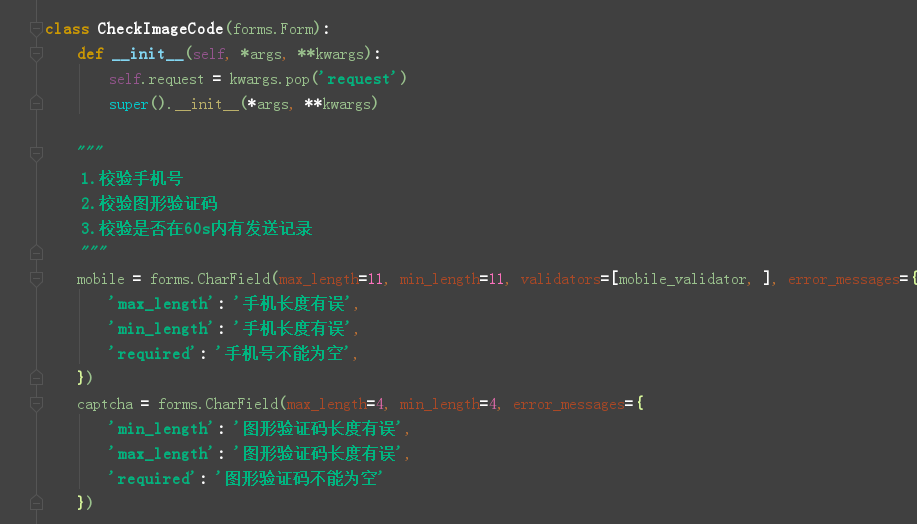 class CheckImageCode(forms.Form):
    def __init__(self, *args, **kwargs):
        self.request = kwargs.pop('request')
        super().__init__(*args, **kwargs)
    """
    1.校验手机号
    2.校验图形验证码
    3.校验是否在60s内有发送记录
    """
    mobile = forms.CharField(max_length=11, min_length=11, validators=[mobile_validator, ], error_messages={
        'max_length': '手机长度有误',
        'min_length': '手机长度有误',
        'required': '手机号不能为空',
    })
    captcha = forms.CharField(max_length=4, min_length=4, error_messages={
        'min_length': '图形验证码长度有误',
        'max_length': '图形验证码长度有误',
        'required': '图形验证码不能为空'
    })